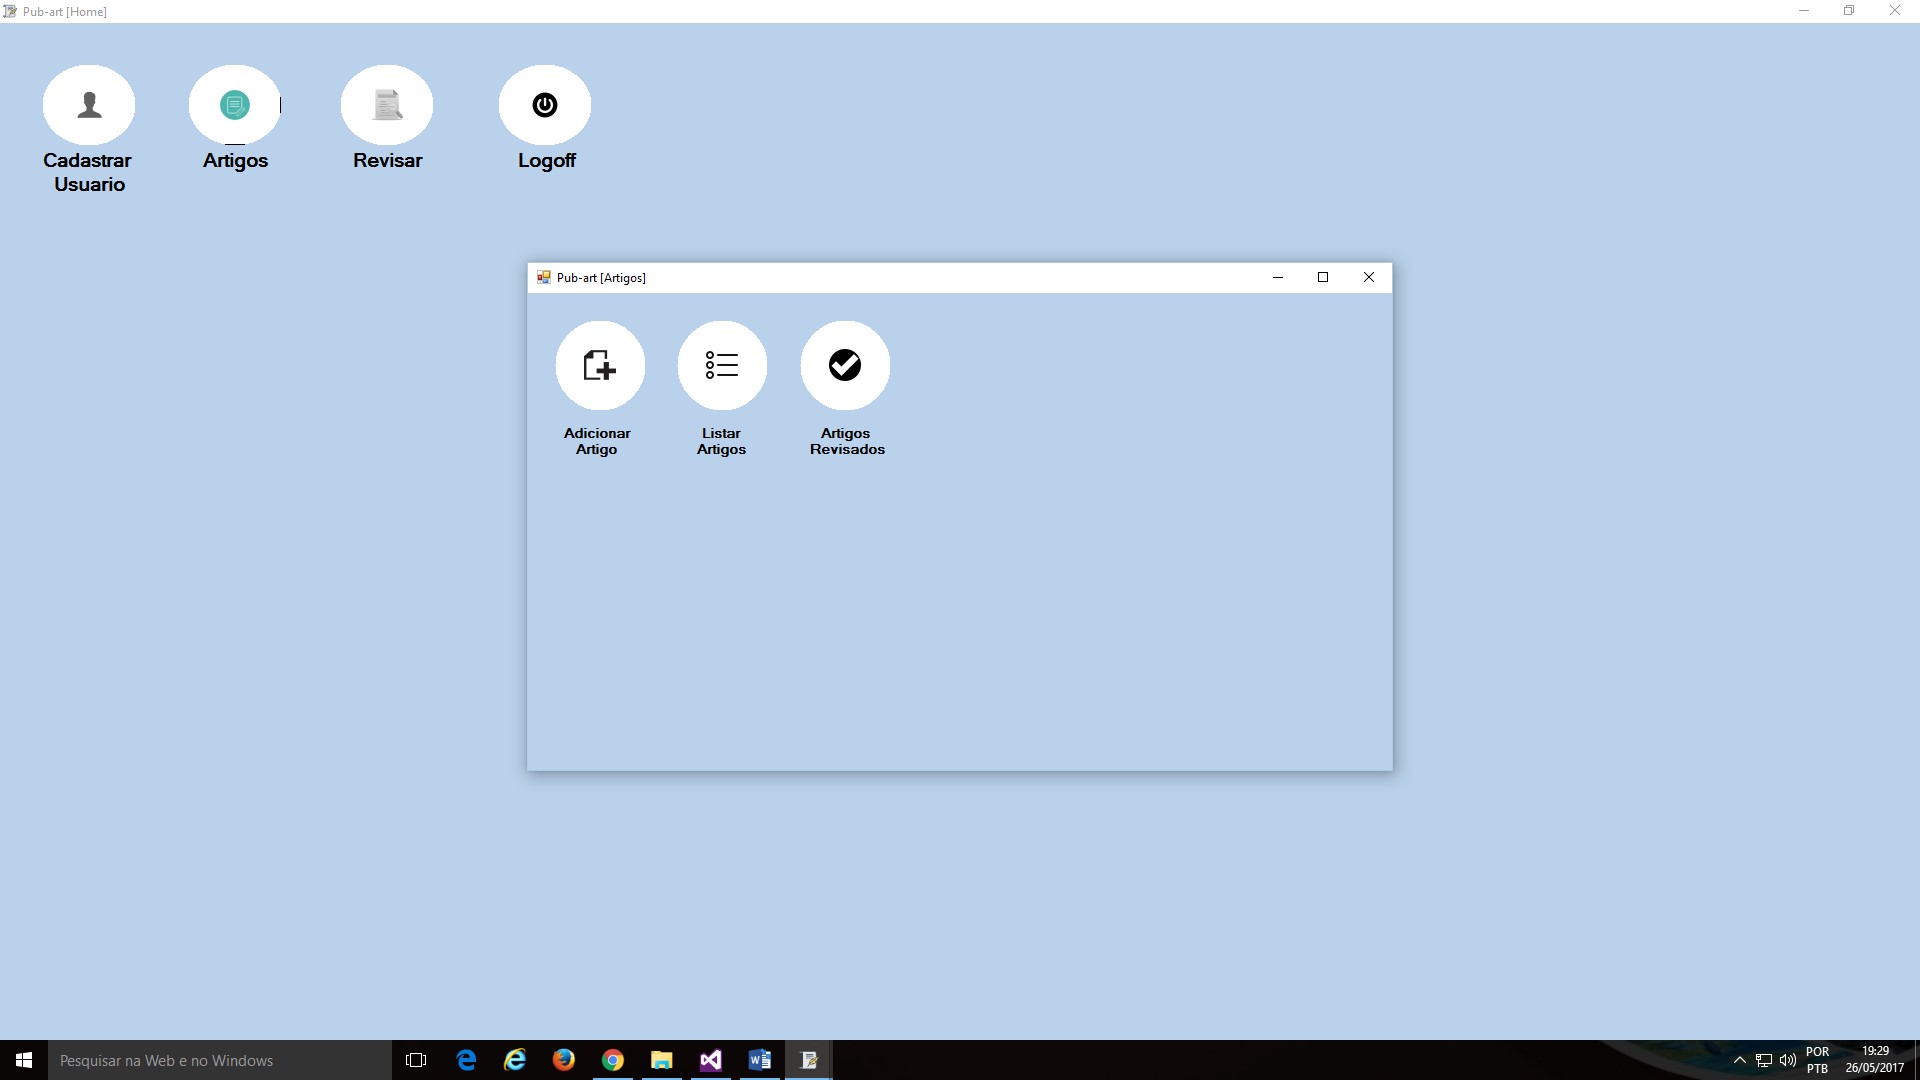 Pub-art [Home]
Cadastrar
Usuario
Artigos
Revisar
Logoff
Pub-art [Artigos]
Adicionar
Artigo
Listar
Artigos
Artigos
Revisados
Pesquisar na Web e no Windows
POR
PTB
19:29
26/05/2017